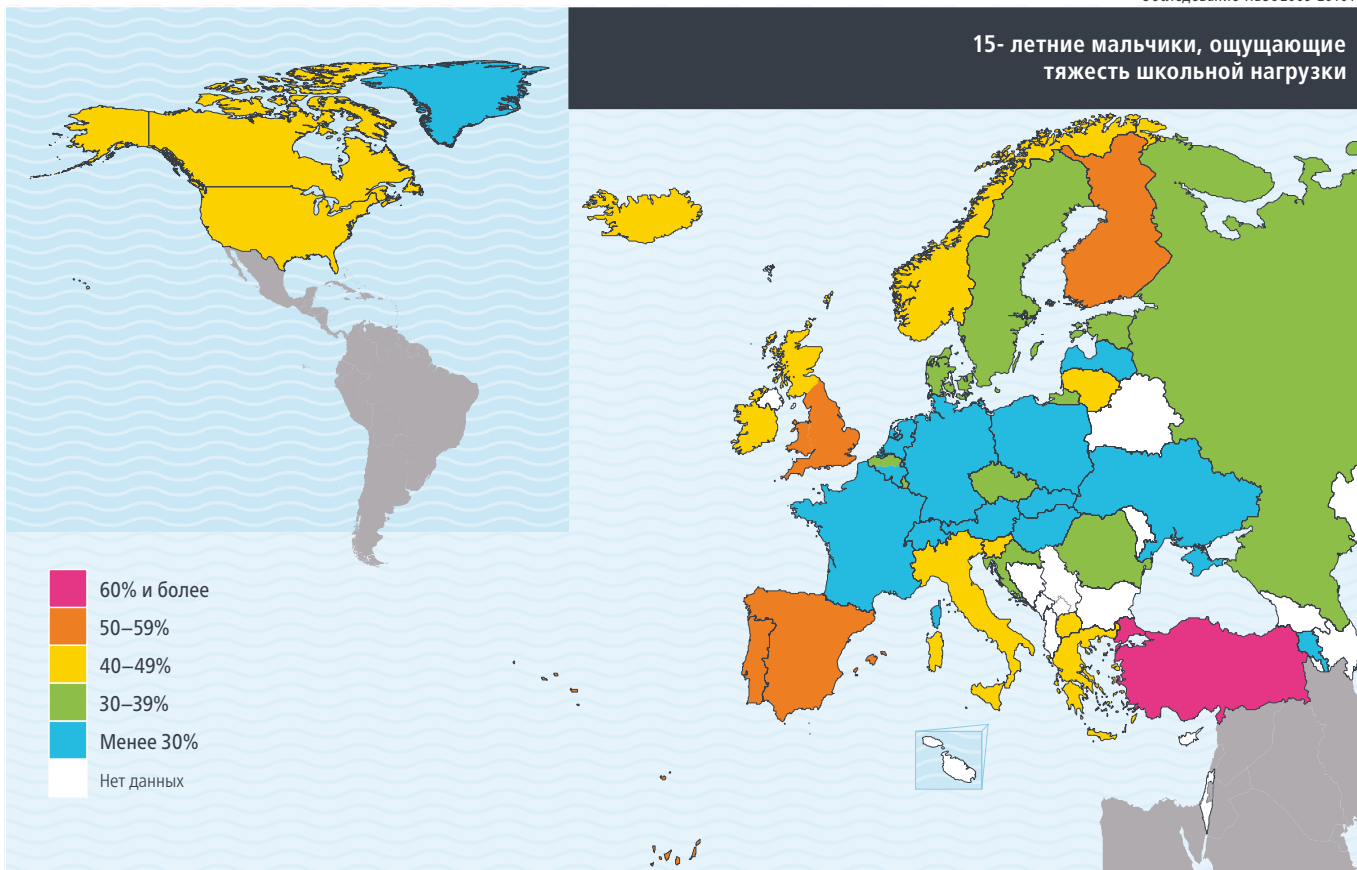 15- летние мальчики, ощущающие
тяжесть школьной нагрузки
60% и более
50–59%
40–49%
30–39%
Менее 30%
Нет данных